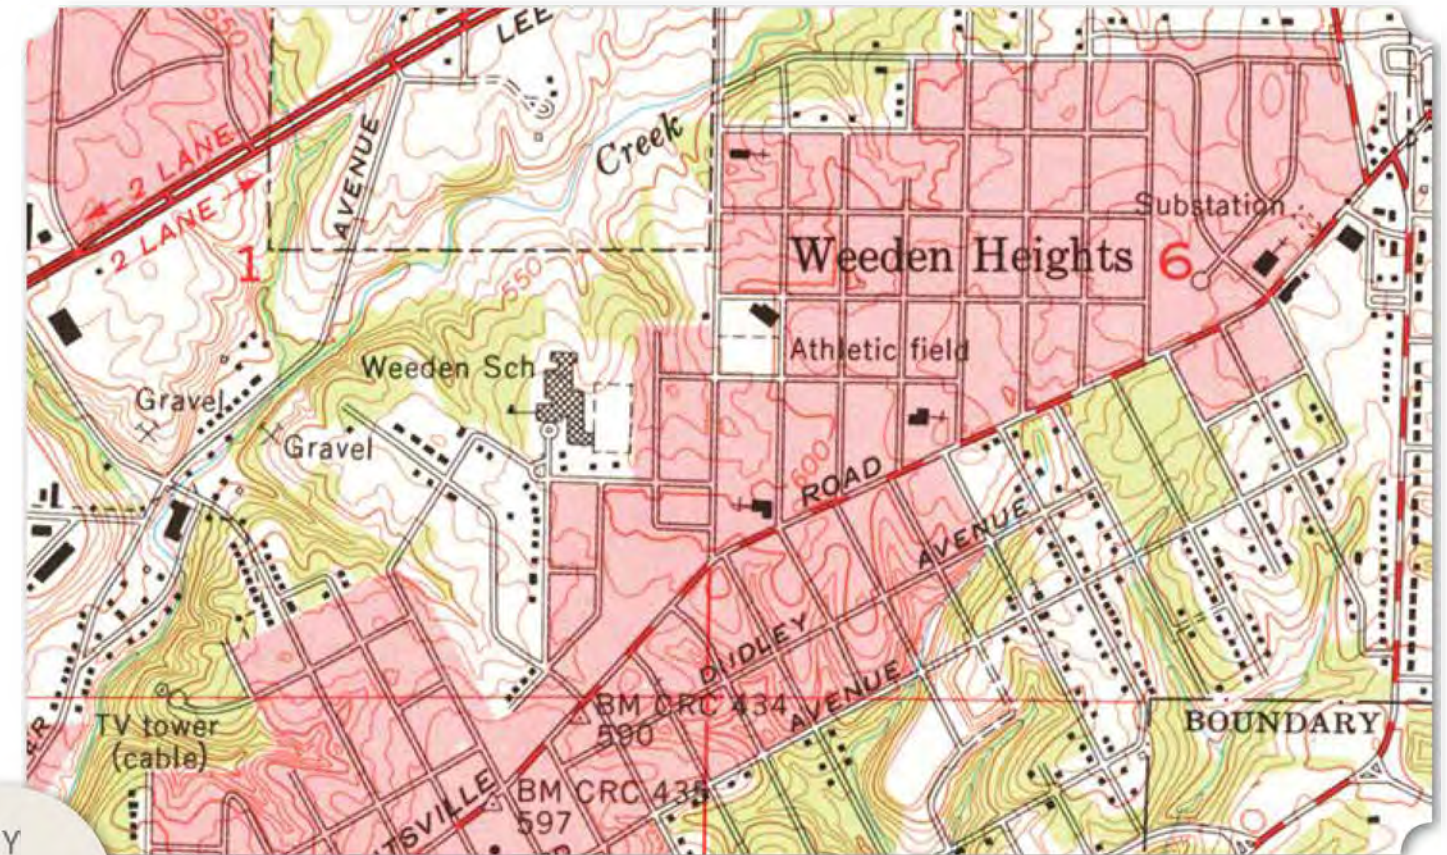 550
LEE
2 LANE
2 LANE
AVENUE
Creek
Substation
1
Weeden Heights
6
550
Weeden Sch
Athletic field
Gravel
Gravel
600
ROAD
AVENUE
DUDLEY
AVENUE
BM CRC 434
590
BOUNDARY
TV tower
(cable)
BM CRC 435
597
TSVILLE
Y